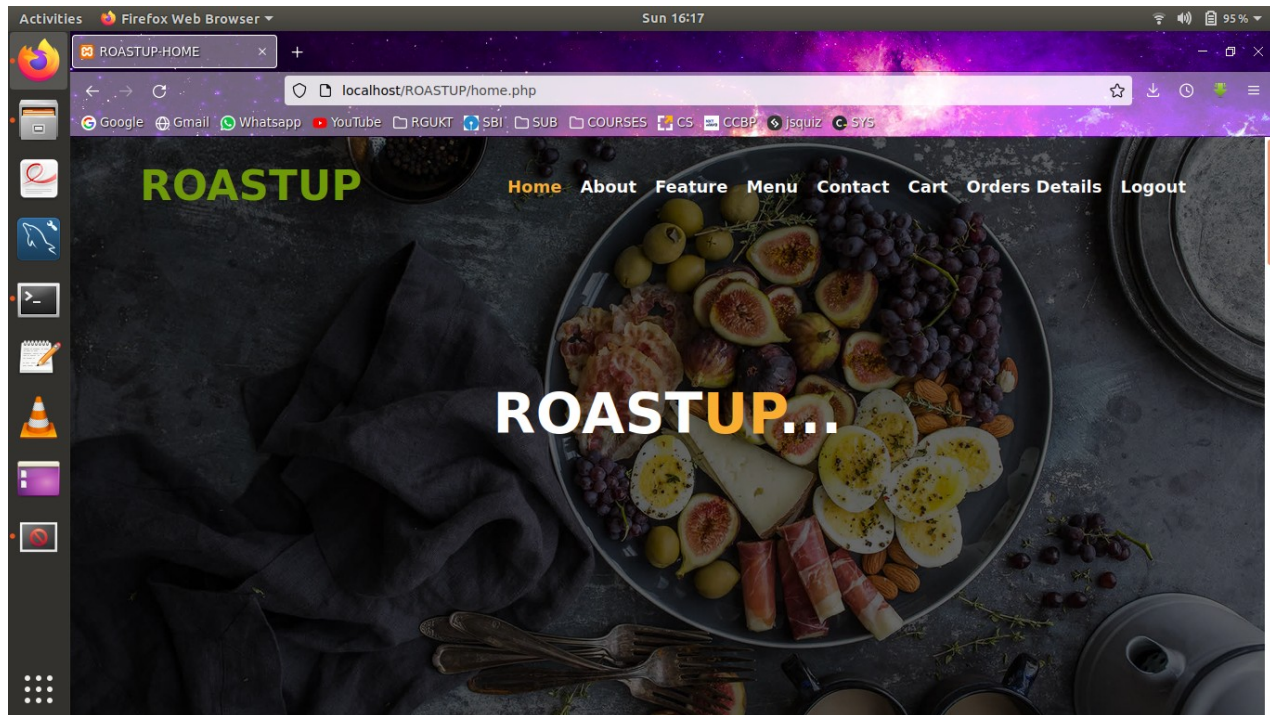 Activities Firefox Web Browser Sun 16:17 95 %
ROASTUP-HOME
localhost/ROASTUP/home.php
Google Gmail Whatsapp YouTube RGUKT SBI SUB COURSES CS CCBP jsquiz SYS
ROASTUP Home About Feature Menu Contact Cart Orders Details Logout
ROASTUP...